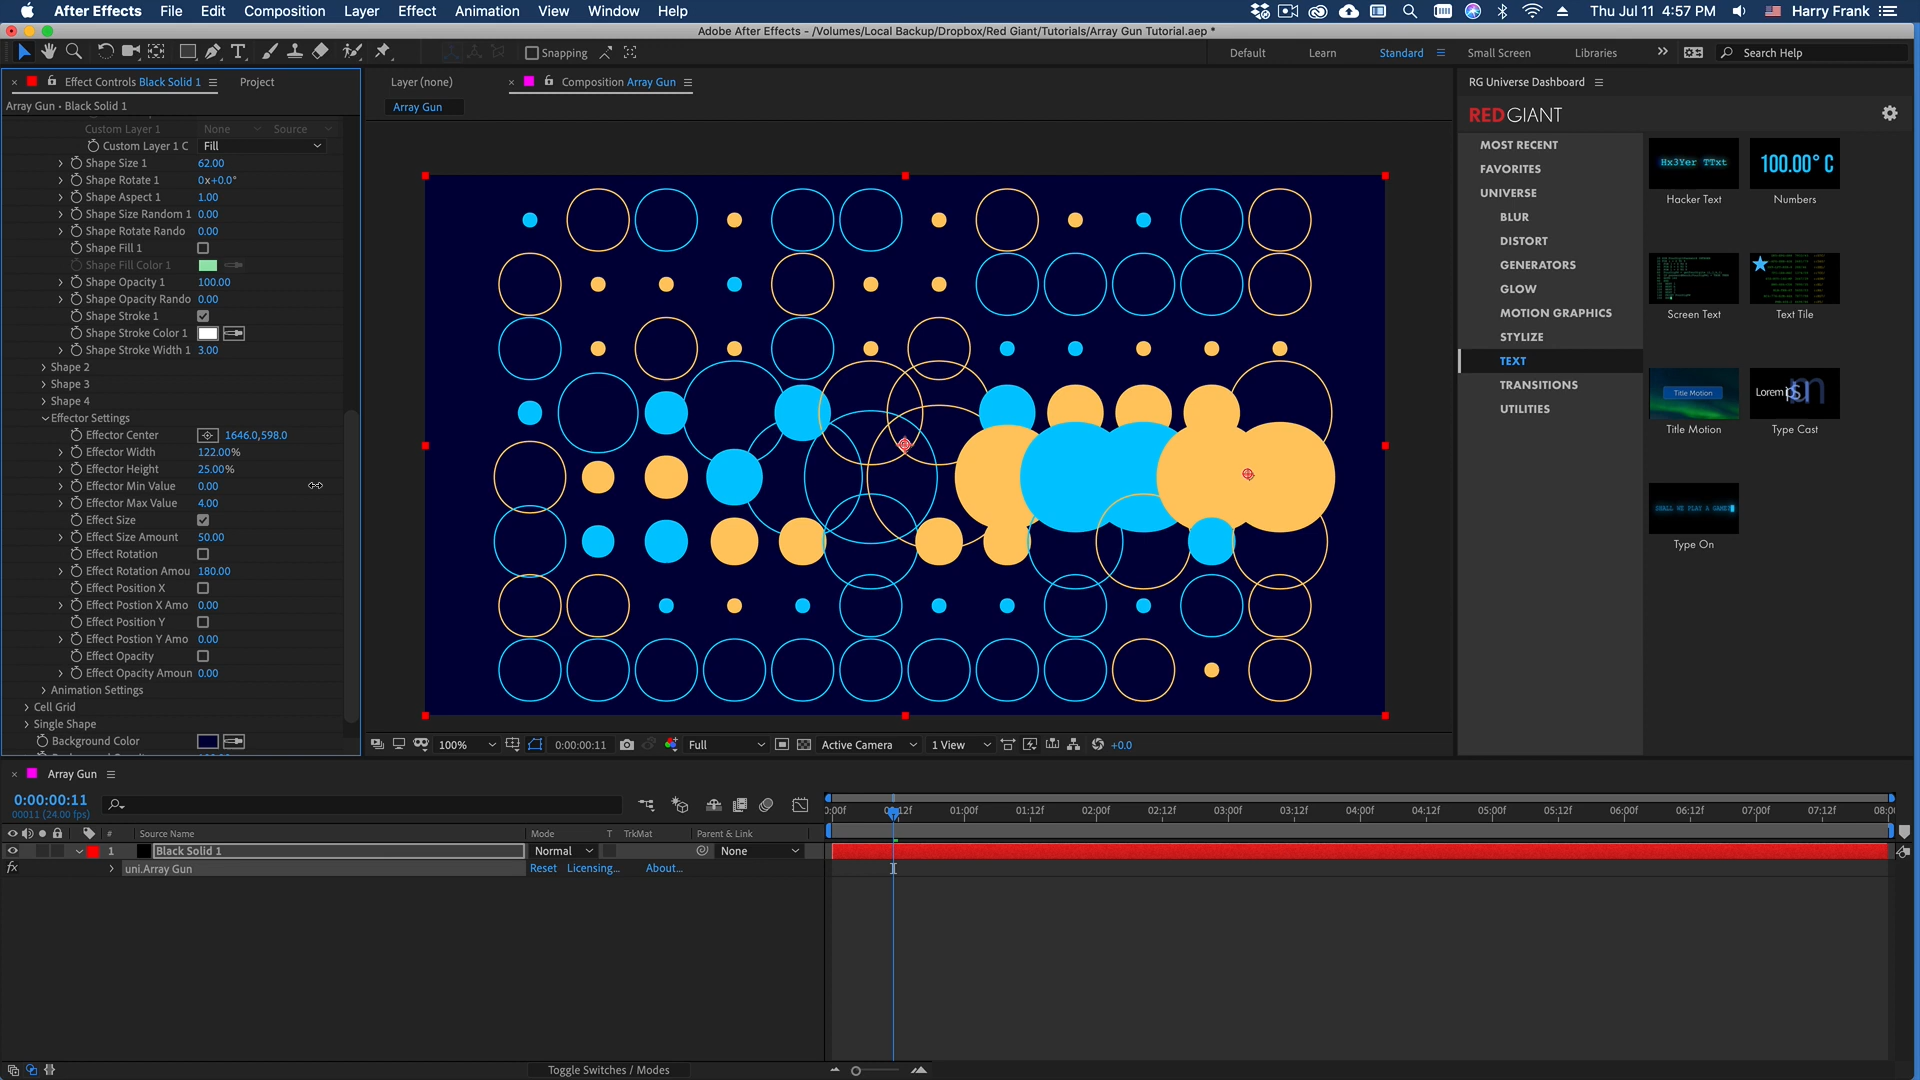 After Effects File Edit Composition Layer Effect Animation View Window Help Thu Jul 11 4:57 PM Harry Frank
Adobe After Effects - /Volumes/Local Backup/Dropbox/Red Giant/Tutorials/Array Gun Tutorial.aep *
Snapping Default Learn Standard Small Screen Libraries Search Help
Effect Controls Black Solid 1 Project
Layer (none) Composition Array Gun
RG Universe Dashboard
Array Gun • Black Solid 1
Array Gun
Custom Layer 1 None Source
Custom Layer 1 C Fill
Shape Size 1 62.00
Shape Rotate 1 0x+0.0°
Shape Aspect 1 1.00
Shape Size Random 1 0.00
Shape Rotate Rando 0.00
Shape Fill 1
Shape Fill Color 1
Shape Opacity 1 100.00
Shape Opacity Rando 0.00
Shape Stroke 1
Shape Stroke Color 1
Shape Stroke Width 1 3.00
Shape 2
Shape 3
Shape 4
Effector Settings
Effector Center 1646.0,598.0
Effector Width 122.00%
Effector Height 25.00%
Effector Min Value 0.00
Effector Max Value 4.00
Effect Size
Effect Size Amount 50.00
Effect Rotation
Effect Rotation Amou 180.00
Effect Position X
Effect Postion X Amo 0.00
Effect Position Y
Effect Postion Y Amo 0.00
Effect Opacity
Effect Opacity Amoun 0.00
Animation Settings
Cell Grid
Single Shape
Background Color
100% 0:00:00:11 Full Active Camera 1 View +0.0
REDGIANT
MOST RECENT
FAVORITES
UNIVERSE
BLUR
DISTORT
GENERATORS
GLOW
MOTION GRAPHICS
STYLIZE
TEXT
TRANSITIONS
UTILITIES
Hx3Yer TTxt
100.00° C
Hacker Text Numbers
Screen Text Text Tile
Title Motion
Title Motion Type Cast
SHALL WE PLAY A GAME
Type On
Array Gun
0:00:00:11
00011 (24.00 fps)
# Source Name Mode T TrkMat Parent & Link
1 Black Solid 1 Normal None
fx uni.Array Gun Reset Licensing... About...
01:00f 01:12f 02:00f 02:12f 03:00f 03:12f 04:00f 04:12f 05:00f 05:12f 06:00f 06:12f 07:00f 07:12f
Toggle Switches / Modes